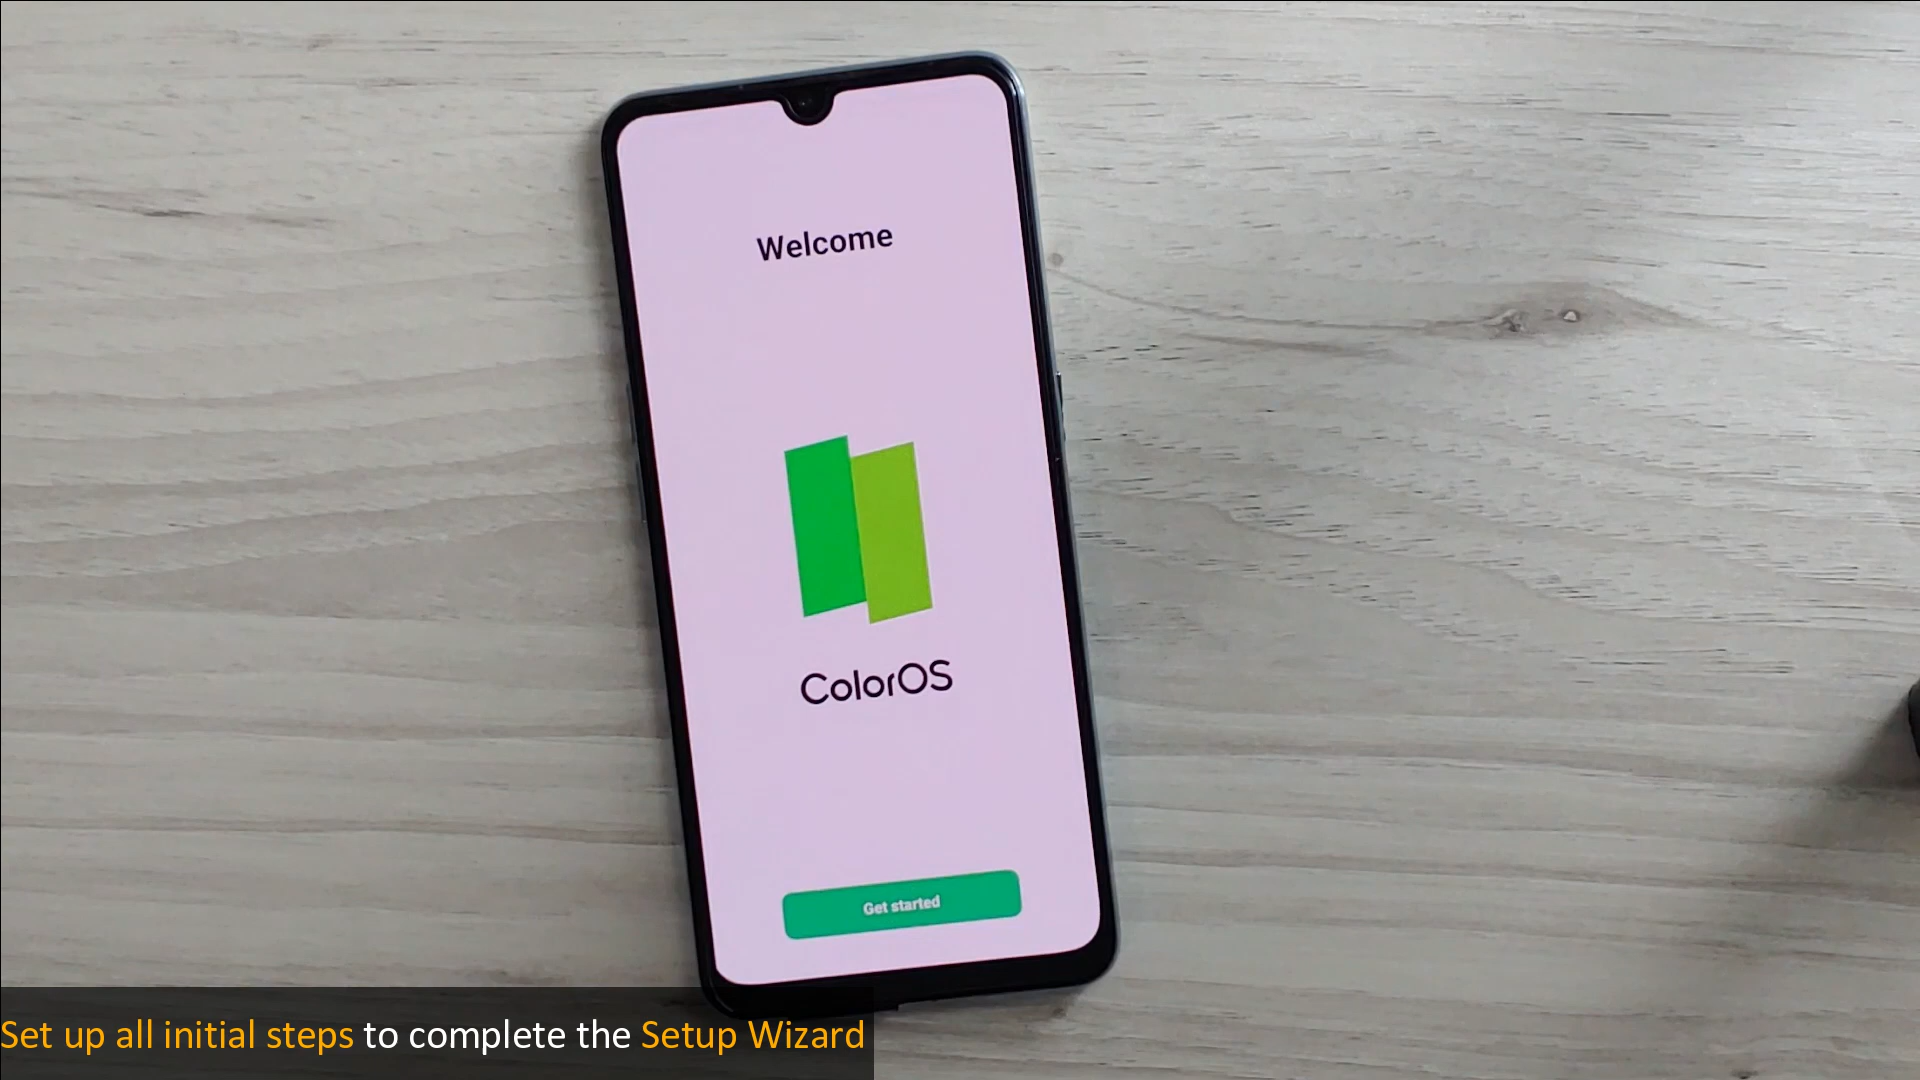 Welcome
ColorOS
Get started
Set up all initial steps to complete the Setup Wizard